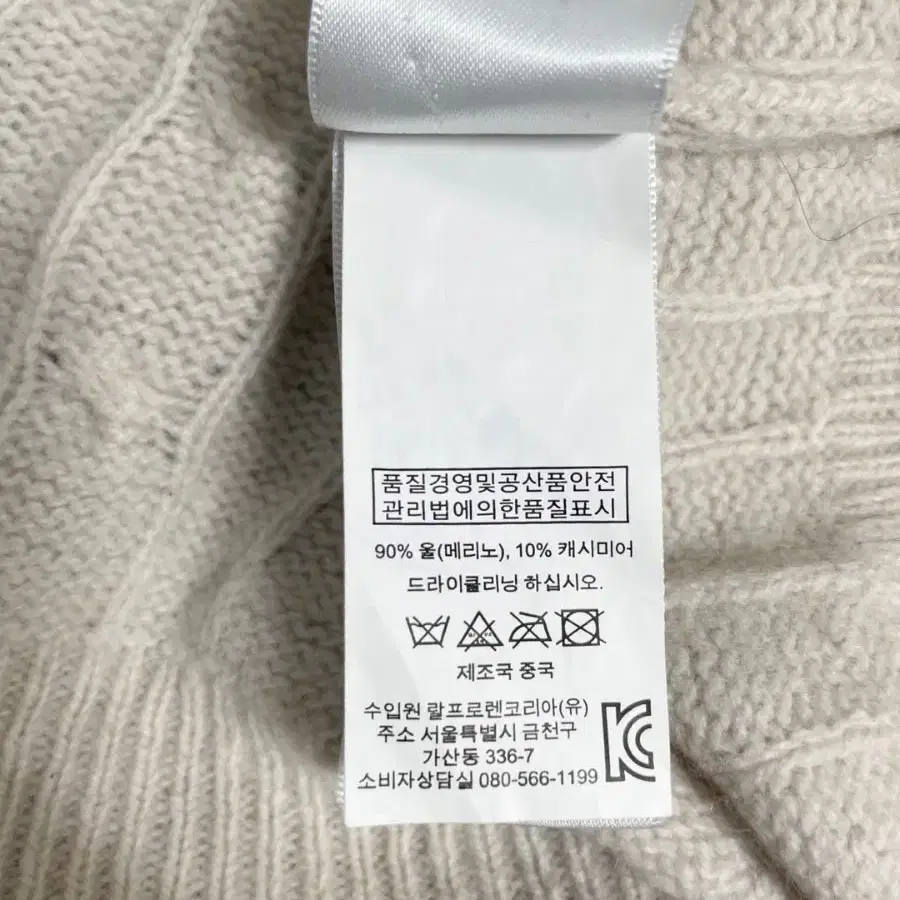 품질경영및공산품안전
관리법에의한품질표시
90% 울(메리노), 10% 캐시미어
드라이클리닝 하십시오.
제조국 중국
수입원 랄프로렌코리아(유)
주소 서울특별시 금천구
가산동 336-7
소비자상담실 080-566-1199